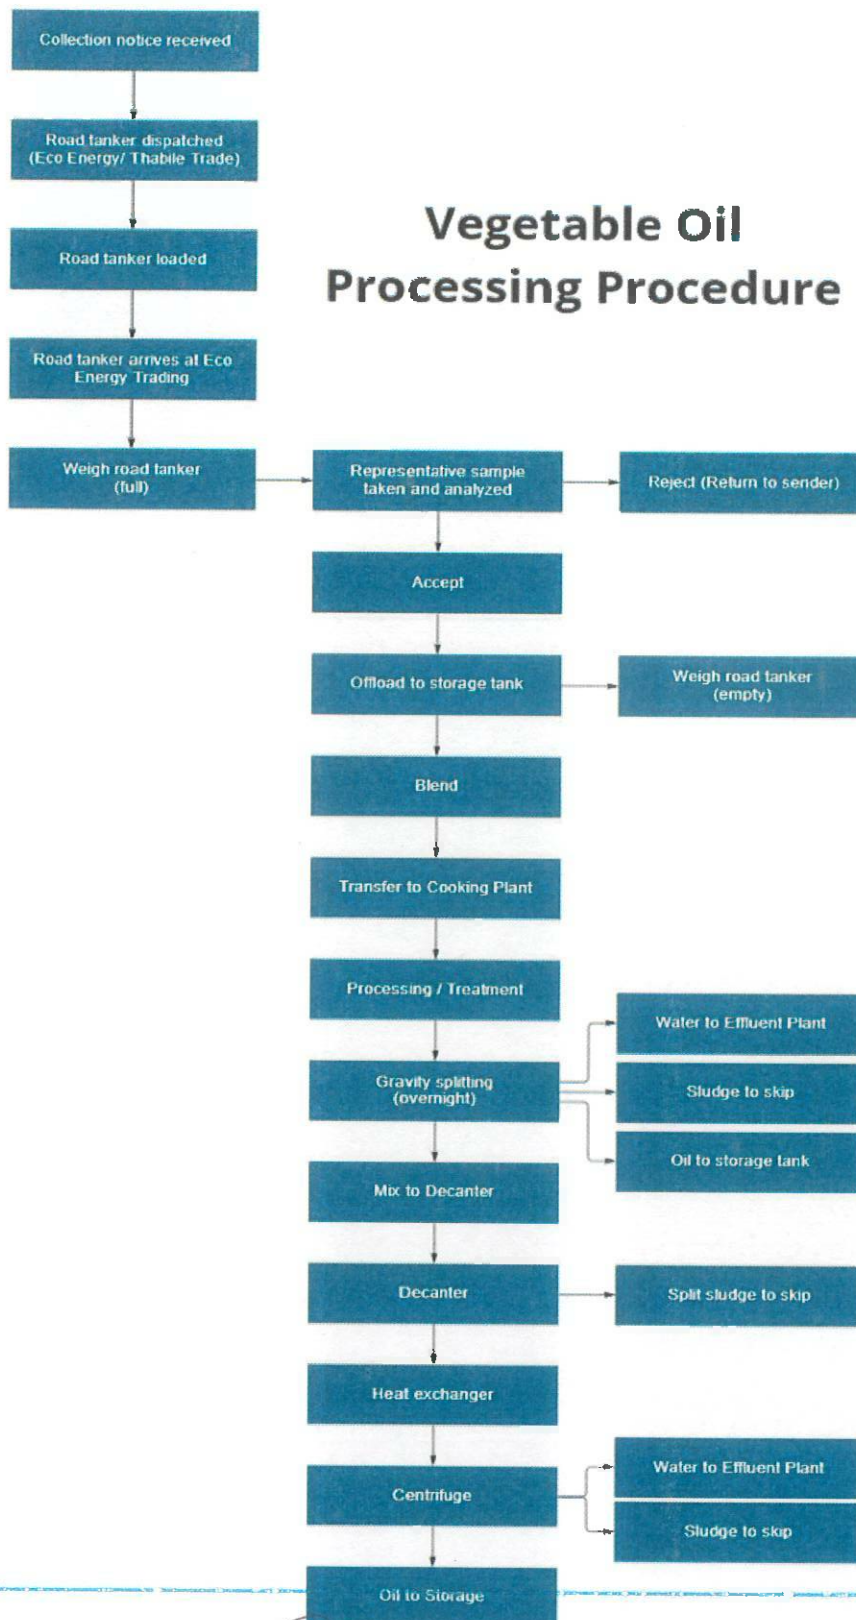 Collection notice received
Road tanker dispatched
(Eco Energy/ Thabile Trade)
Vegetable Oil
Processing Procedure
Road tanker loaded
Road tanker arrives at Eco
Energy Trading
Weigh road tanker
(full)
Representative sample
taken and analyzed
Reject (Return to sender)
Accept
Offload to storage tank
Weigh road tanker
(empty)
Blend
Transfer to Cooking Plant
Processing / Treatment
Water to Effluent Plant
Gravity splitting
(overnight)
Sludge to skip
Oil to storage tank
Mix to Decanter
Decanter
Split sludge to skip
Heat exchanger
Centrifuge
Water to Effluent Plant
Sludge to skip
Oil to Storage